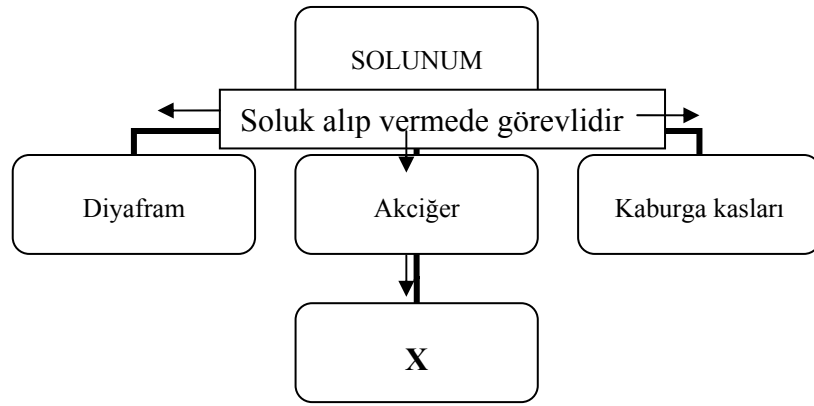 SOLUNUM
Soluk alıp vermede görevlidir
Diyafram
Akciğer
Kaburga kasları
X